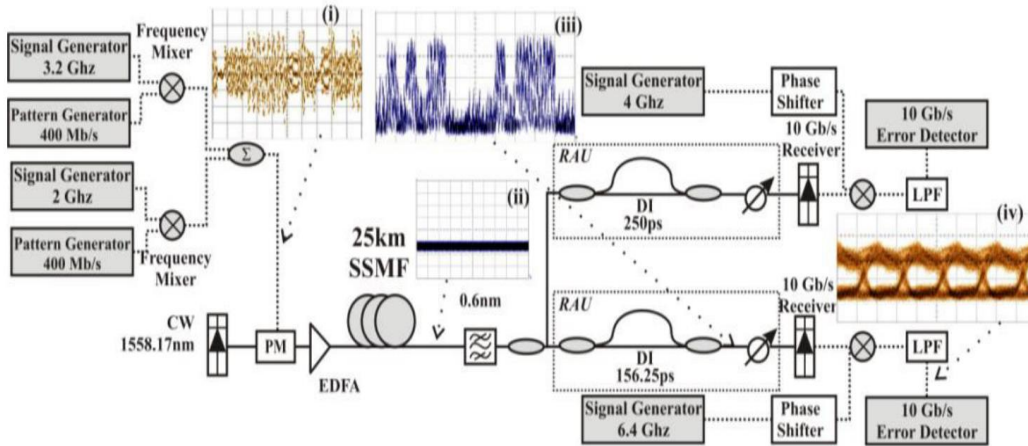 Signal Generator
3.2 Ghz
Frequency
Mixer
(i)
Pattern Generator
400 Mb/s
Signal Generator
2 Ghz
Pattern Generator
400 Mb/s
Frequency
Mixer
Σ
(iii)
Signal Generator
4 Ghz
Phase
Shifter
10 Gb/s
Receiver
10 Gb/s
Error Detector
RAU
DI
250ps
LPF
(ii)
(iv)
25km
SSMF
0.6nm
CW
1558.17nm
PM
EDFA
RAU
DI
156.25ps
10 Gb/s
Receiver
LPF
Signal Generator
6.4 Ghz
Phase
Shifter
10 Gb/s
Error Detector